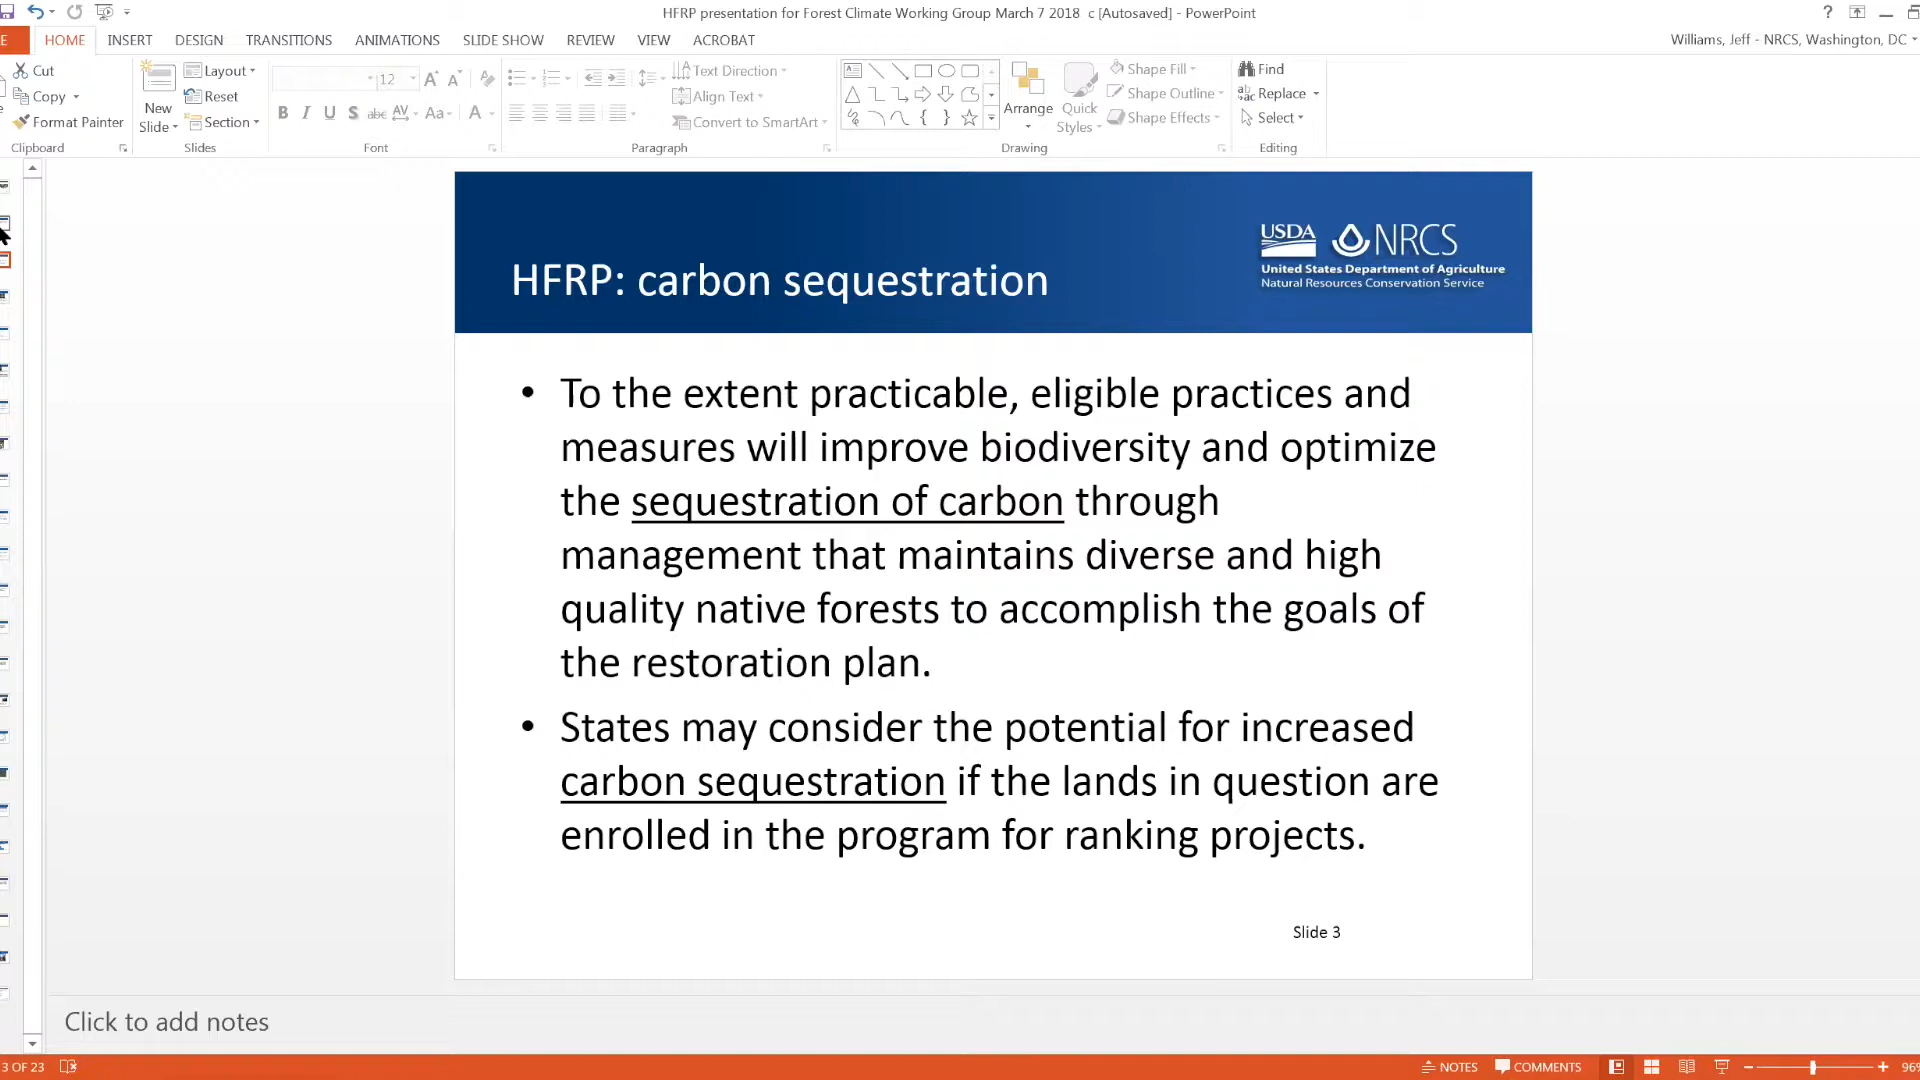 HFRP presentation for Forest Climate Working Group March 7 2018  c [Autosaved] - PowerPoint
HOME INSERT DESIGN TRANSITIONS ANIMATIONS SLIDE SHOW REVIEW VIEW ACROBAT
Williams, Jeff - NRCS, Washington, DC
Cut
Copy
Format Painter
Clipboard
New Slide
Layout
Reset
Section
Slides
12
Font
Text Direction
Align Text
Convert to SmartArt
Paragraph
Arrange
Quick Styles
Shape Fill
Shape Outline
Shape Effects
Drawing
Find
Replace
Select
Editing
USDA NRCS
United States Department of Agriculture
Natural Resources Conservation Service
HFRP: carbon sequestration
• To the extent practicable, eligible practices and
measures will improve biodiversity and optimize
the sequestration of carbon through
management that maintains diverse and high
quality native forests to accomplish the goals of
the restoration plan.
• States may consider the potential for increased
carbon sequestration if the lands in question are
enrolled in the program for ranking projects.
Slide 3
Click to add notes
3 OF 23
NOTES COMMENTS 96%